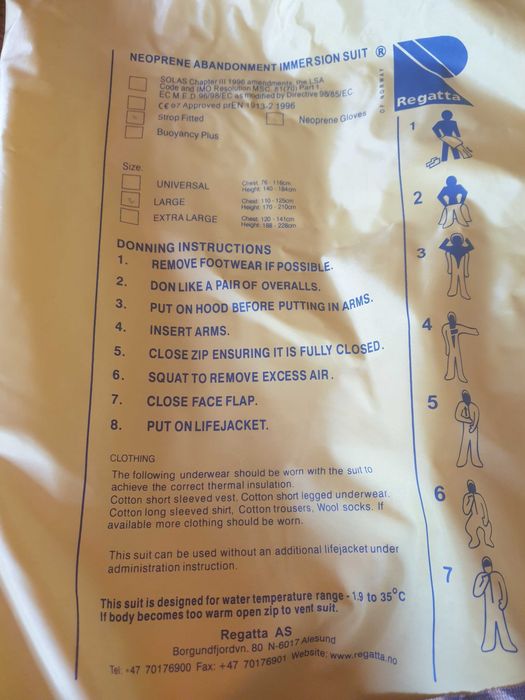 NEOPRENE ABANDONMENT IMMERSION SUIT ®
SOLAS Chapter III 1996 amendments, the LSA
Code and IMO Resolution MSC. 81(70) Part 1
EC M.E.D. 96/98/EC as modified by Directive 98/85/EC
CE 07 Approved prEN 1913-2 1996
Strop Fitted
Neoprene Gloves
Buoyancy Plus
Regatta
OF NORWAY
Size.
UNIVERSAL Chest 76 - 116cm
Height 140 - 184cm
LARGE Chest 110 - 125cm
Height 170 - 210cm
EXTRA LARGE Chest 120 - 141cm
Height 188 - 228cm
DONNING INSTRUCTIONS
1. REMOVE FOOTWEAR IF POSSIBLE.
2. DON LIKE A PAIR OF OVERALLS.
3. PUT ON HOOD BEFORE PUTTING IN ARMS.
4. INSERT ARMS.
5. CLOSE ZIP ENSURING IT IS FULLY CLOSED.
6. SQUAT TO REMOVE EXCESS AIR.
7. CLOSE FACE FLAP.
8. PUT ON LIFEJACKET.
CLOTHING
The following underwear should be worn with the suit to
achieve the correct thermal insulation.
Cotton short sleeved vest. Cotton short legged underwear.
Cotton long sleeved shirt, Cotton trousers, Wool socks. If
available more clothing should be worn.
This suit can be used without an additional lifejacket under
administration instruction.
This suit is designed for water temperature range - 1.9 to 35°C
If body becomes too warm open zip to vent suit.
Regatta AS
Borgundfjordvn. 80 N-6017 Alesund
Tel: +47 70176900 Fax: +47 70176901 Website: www.regatta.no
1
2
3
4
5
6
7